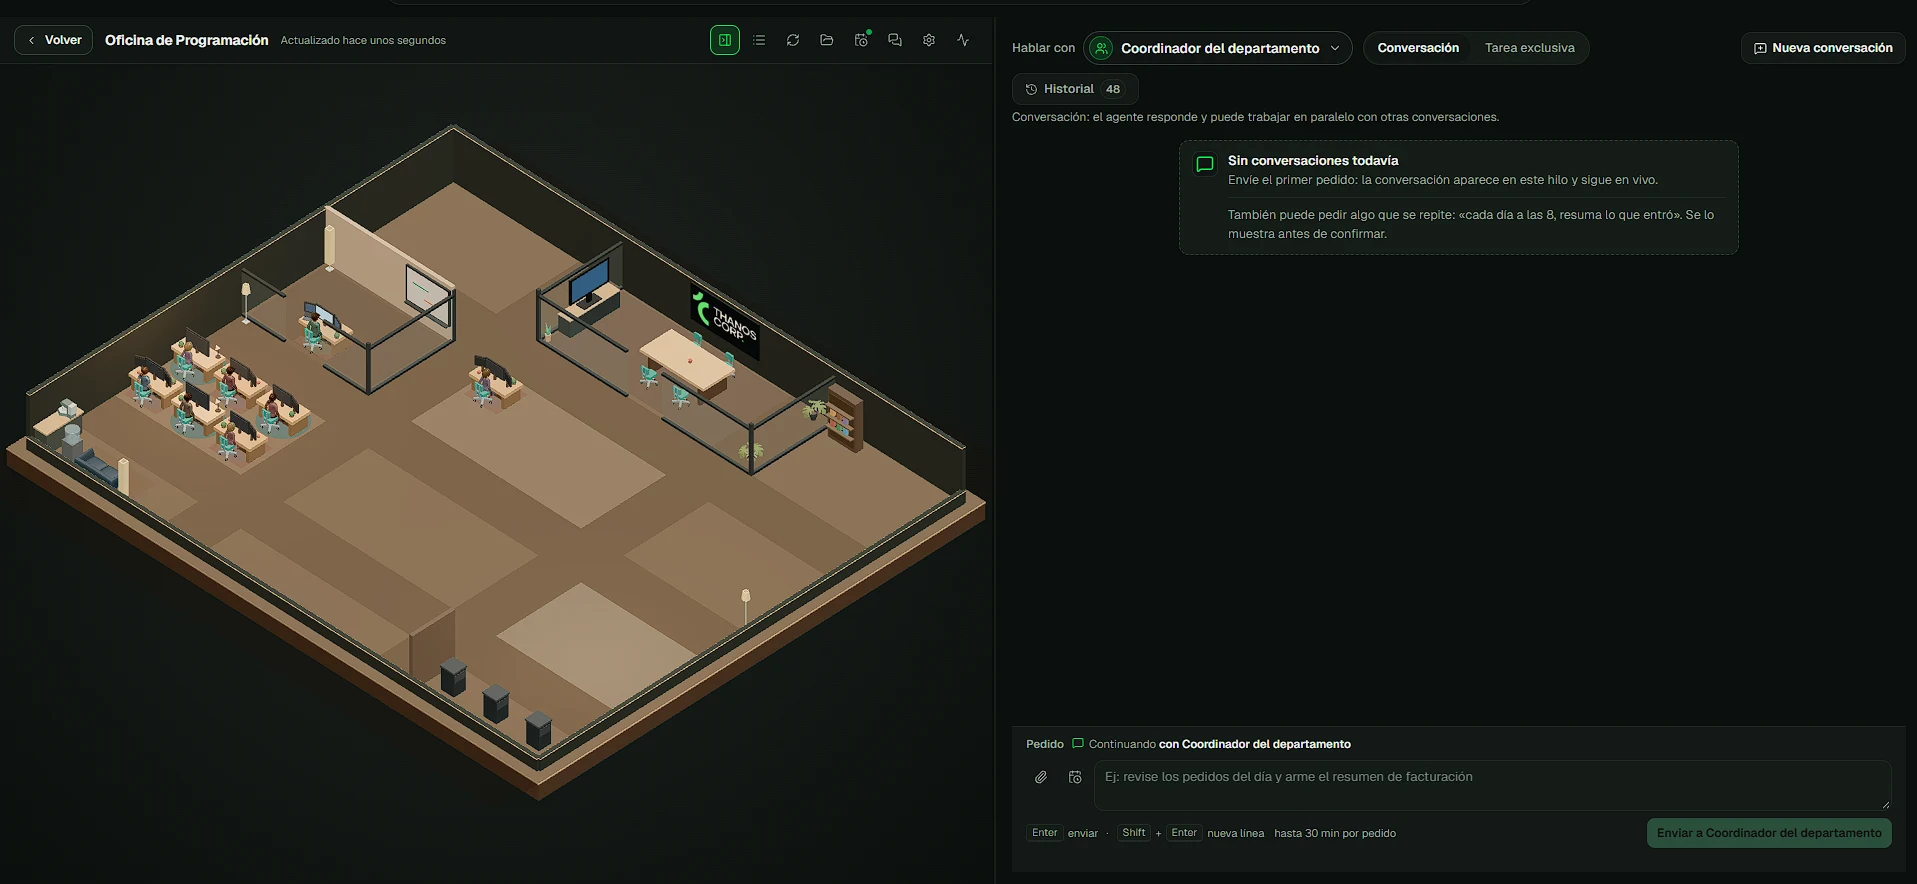 Volver
Oficina de Programación
Actualizado hace unos segundos
THANOS
CORP.
Hablar con
Coordinador del departamento
Conversación
Tarea exclusiva
Nueva conversación
Historial 48
Conversación: el agente responde y puede trabajar en paralelo con otras conversaciones.
Sin conversaciones todavía
Envíe el primer pedido: la conversación aparece en este hilo y sigue en vivo.
También puede pedir algo que se repite: «cada día a las 8, resuma lo que entró». Se lo
muestra antes de confirmar.
Pedido Continuando con Coordinador del departamento
Ej: revise los pedidos del día y arme el resumen de facturación
Enter enviar · Shift + Enter nueva línea hasta 30 min por pedido
Enviar a Coordinador del departamento